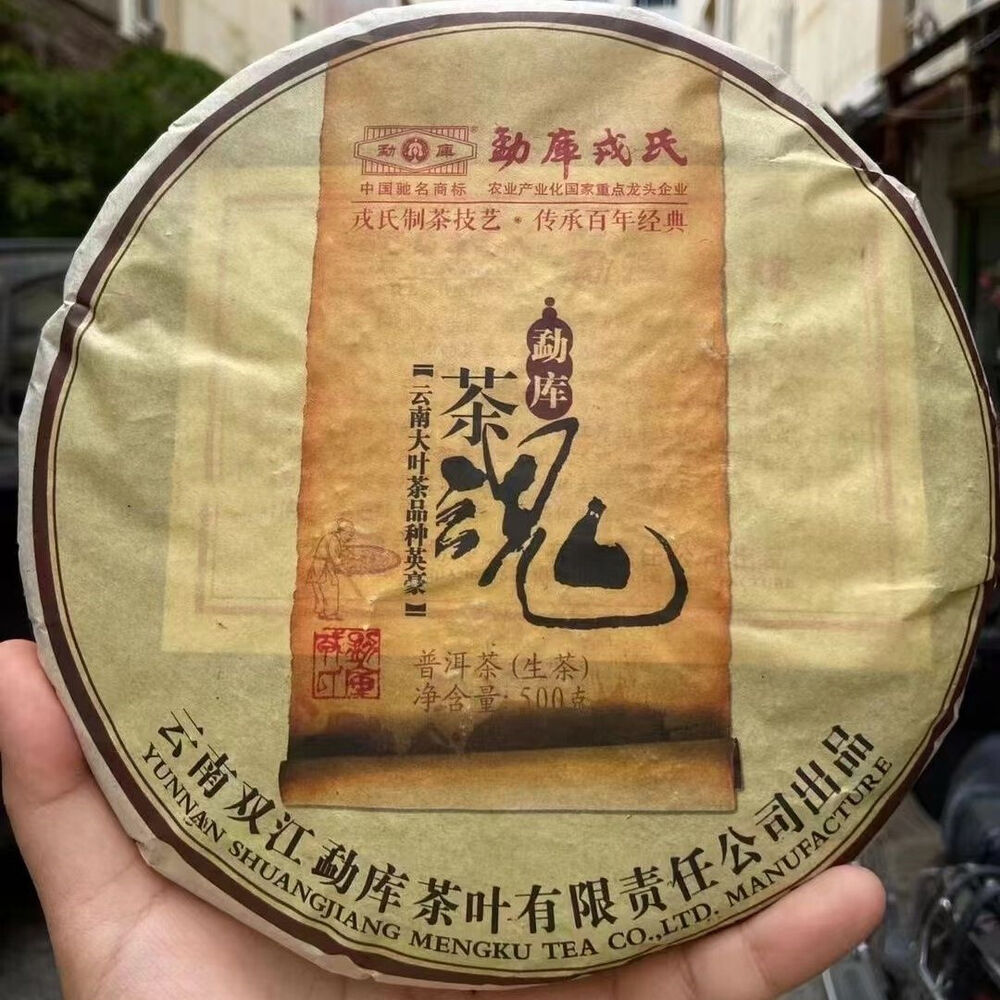 勐庫 ® 勐庫戎氏
中国驰名商标 农业产业化国家重点龙头企业
戎氏制茶技艺·传承百年经典
勐库
茶魂
【云南大叶茶品种英豪】
普洱茶(生茶)
净含量:500克
云南双江勐库茶叶有限责任公司出品
YUNNAN SHUANGJIANG MENGKU TEA CO.,LTD. MANUFACTURE